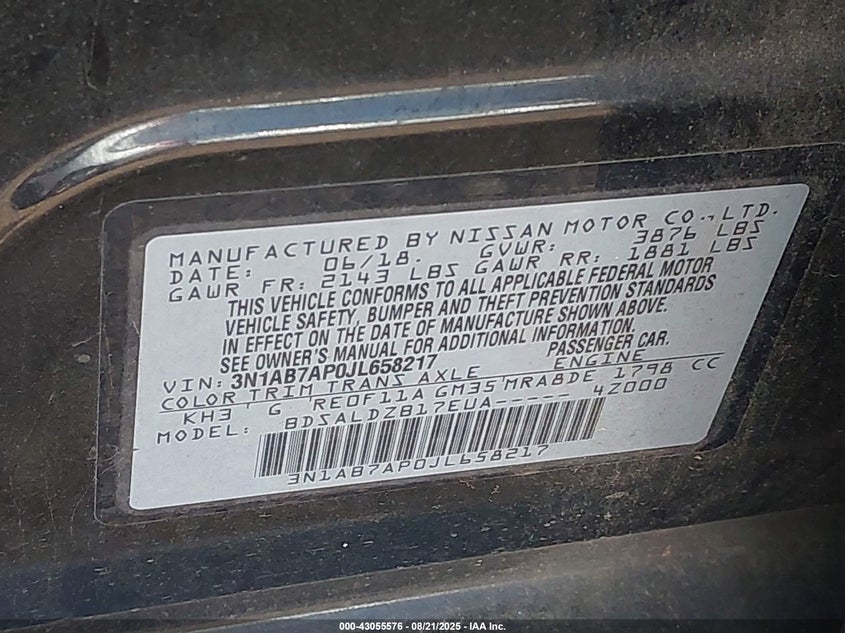 MANUFACTURED BY NISSAN MOTOR CO., LTD.
DATE: 06/18. GVWR: 3876 LBS
GAWR FR: 2143 LBS GAWR RR: 1881 LBS
THIS VEHICLE CONFORMS TO ALL APPLICABLE FEDERAL MOTOR
VEHICLE SAFETY, BUMPER AND THEFT PREVENTION STANDARDS
IN EFFECT ON THE DATE OF MANUFACTURE SHOWN ABOVE.
SEE OWNER'S MANUAL FOR ADDITIONAL INFORMATION.
VIN: 3N1AB7AP0JL658217 PASSENGER CAR.
COLOR TRIM TRANS AXLE ENGINE
KH3 G RE0F11A GM35 MRA8DE 1798 CC
MODEL: BDSALDZB17EUA----- 4Z000
3N1AB7AP0JL658217
000-43055576 - 08/21/2025 - IAA Inc.